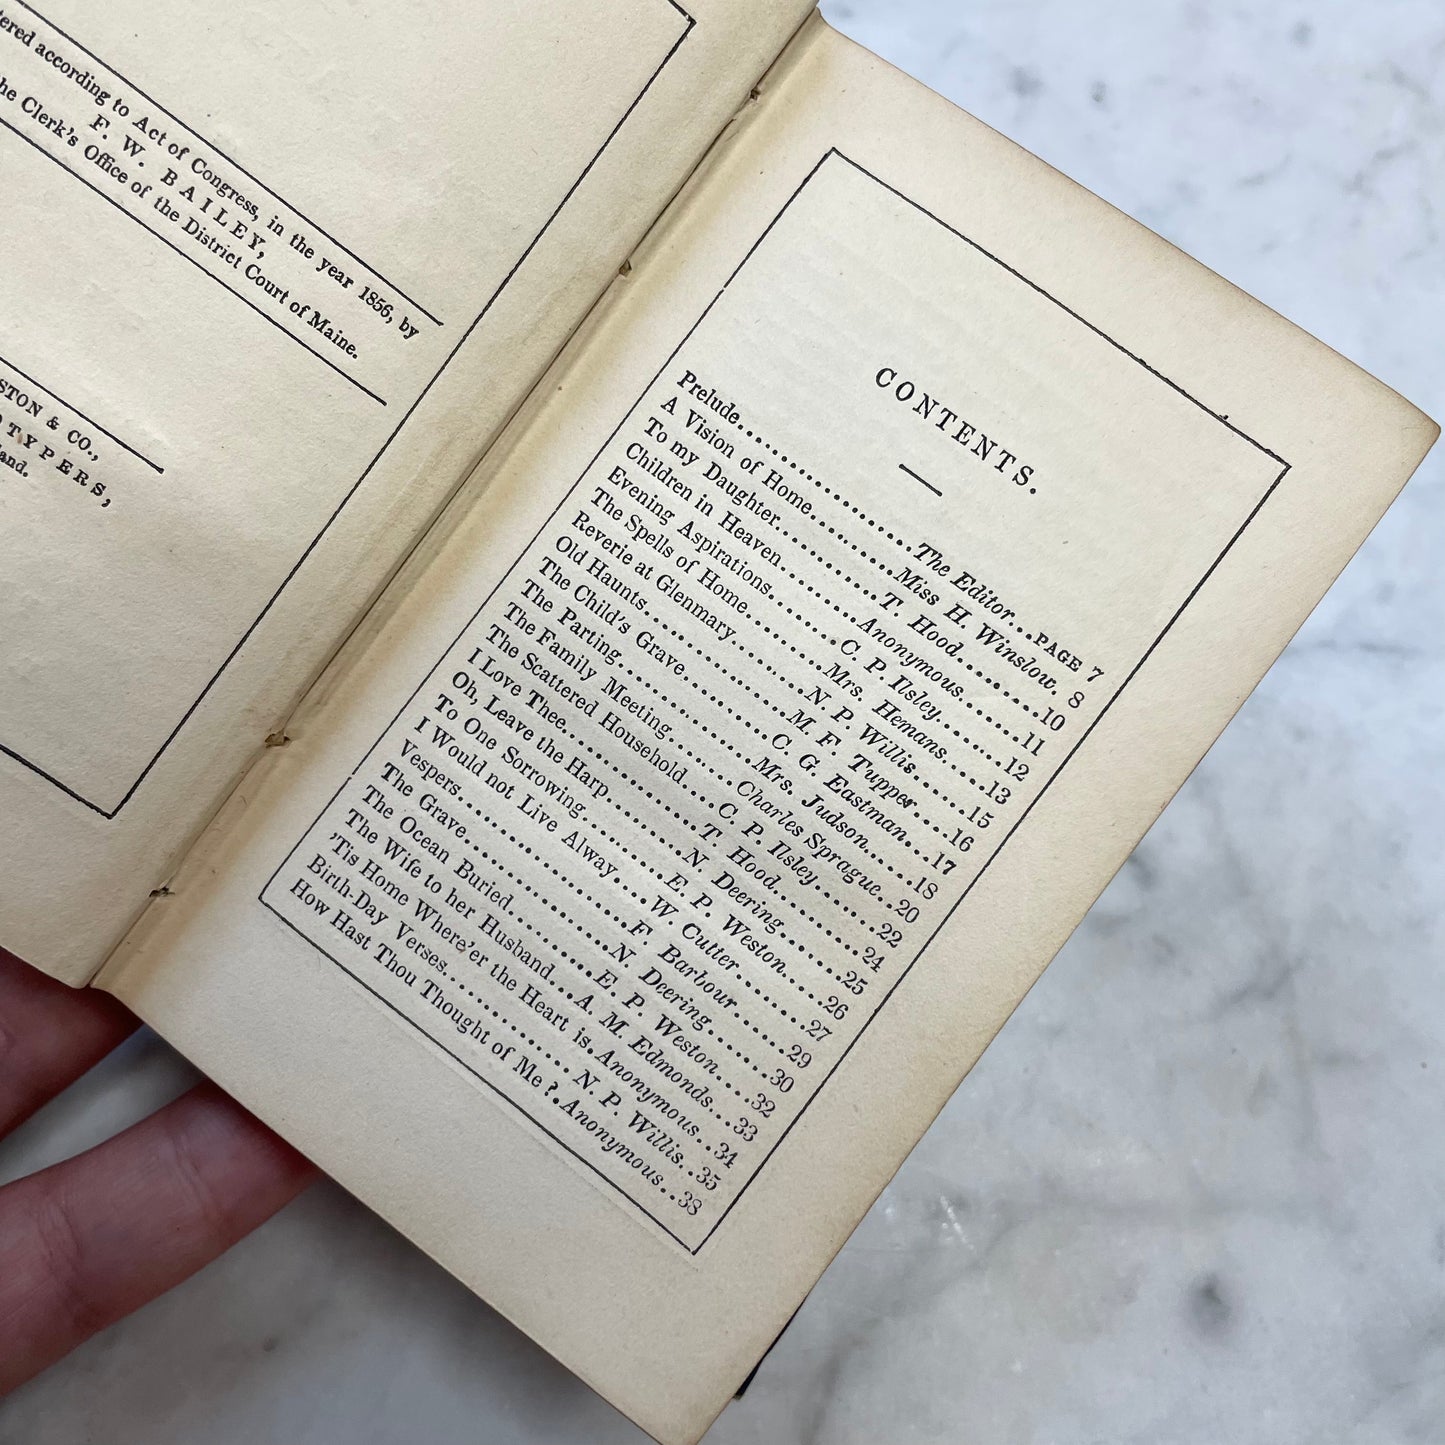 tered according to Act of Congress, in the year 1856, by
F. W. BAILEY,
he Clerk's Office of the District Court of Maine.
STON & CO.,
OTYPERS,
and.
CONTENTS.
Prelude....................The Editor...PAGE 7
A Vision of Home..........Miss H. Winslow. 8
To my Daughter............T. Hood.........10
Children in Heaven.........Anonymous.......11
Evening Aspirations........C. P. Ilsley.......12
The Spells of Home.........Mrs. Hemans.....13
Reverie at Glenmary........N. P. Willis......15
Old Haunts................M. F. Tupper....16
The Child's Grave..........C. G. Eastman...17
The Parting...............Mrs. Judson.....18
The Family Meeting........Charles Sprague..20
The Scattered Household....C. P. Ilsley.......22
I Love Thee...............T. Hood.........24
Oh, Leave the Harp........N. Deering.......25
To One Sorrowing..........E. P. Weston.....26
I Would not Live Alway....W. Cutter........27
Vespers...................F. Barbour.......29
The Grave.................N. Deering.......30
The Ocean Buried..........E. P. Weston....32
The Wife to her Husband...A. M. Edmonds...33
'Tis Home Where'er the Heart is.Anonymous..34
Birth-Day Verses............N. P. Willis..35
How Hast Thou Thought of Me?.Anonymous..38